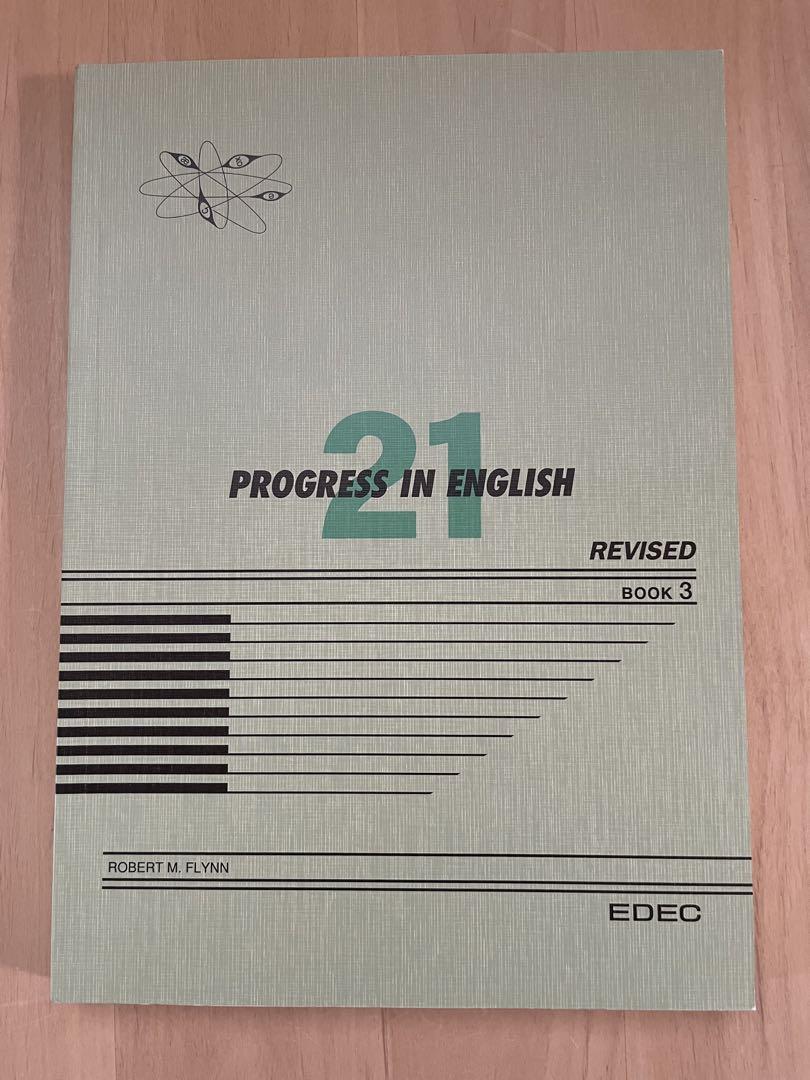 21
PROGRESS IN ENGLISH
REVISED
BOOK 3
ROBERT M. FLYNN
EDEC